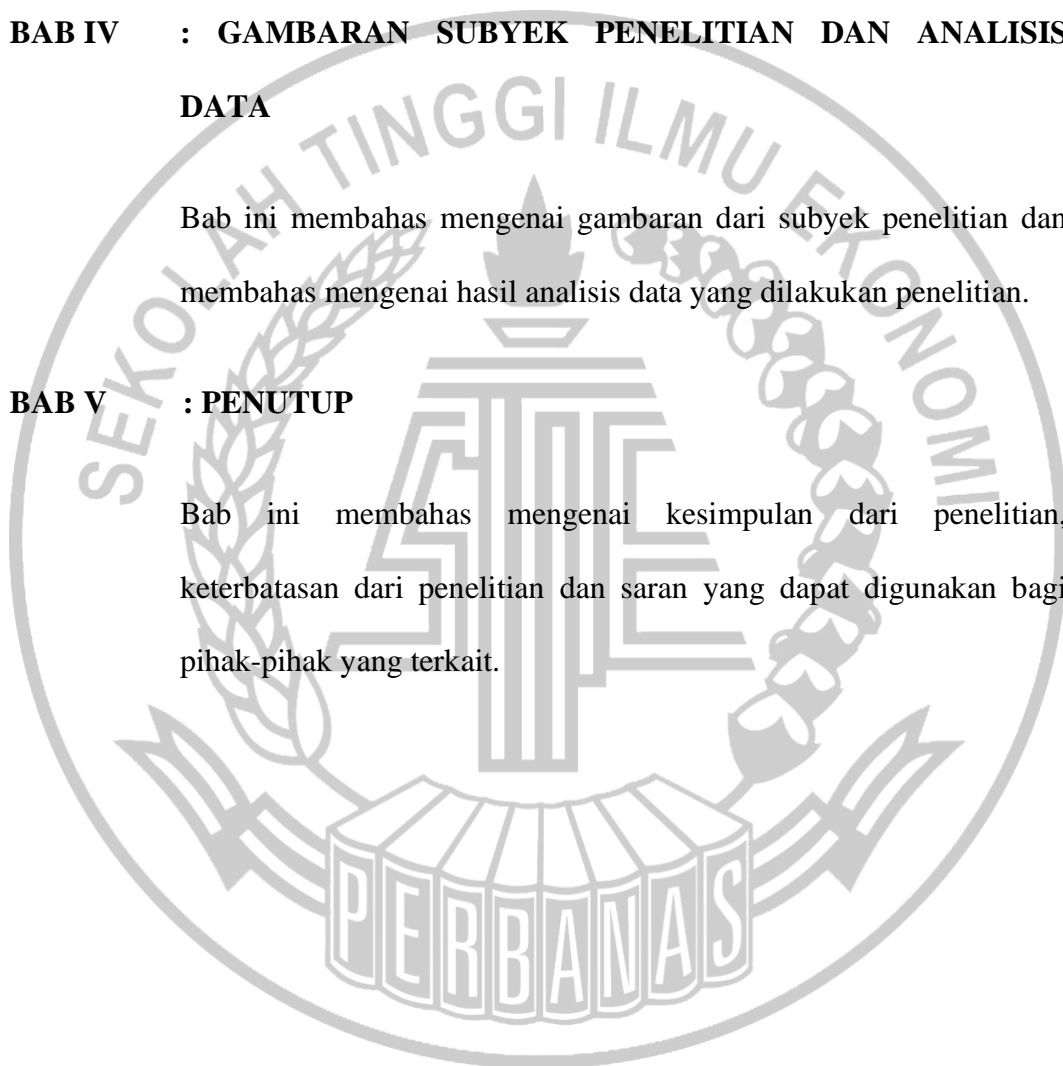 BAB IV : GAMBARAN SUBYEK PENELITIAN DAN ANALISIS
DATA
Bab ini membahas mengenai gambaran dari subyek penelitian dan
membahas mengenai hasil analisis data yang dilakukan penelitian.
BAB V : PENUTUP
Bab ini membahas mengenai kesimpulan dari penelitian,
keterbatasan dari penelitian dan saran yang dapat digunakan bagi
pihak-pihak yang terkait.
SEKOLAH TINGGI ILMU EKONOMI
PERBANAS